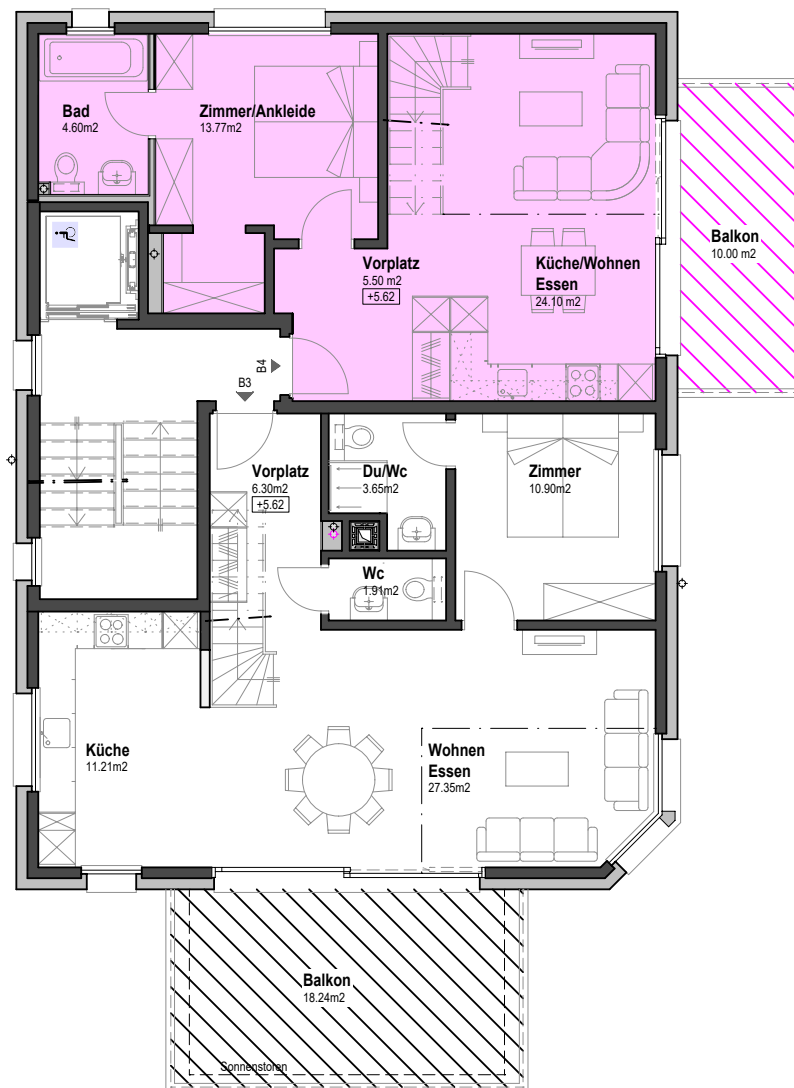 Bad
4.60m2
Zimmer/Ankleide
13.77m2
Balkon
10.00 m2
Vorplatz
5.50 m2
+5.62
Küche/Wohnen
Essen
24.10 m2
B4
B3
Vorplatz
6.30m2
+5.62
Du/Wc
3.65m2
Zimmer
10.90m2
Wc
1.91m2
Küche
11.21m2
Wohnen
Essen
27.35m2
Balkon
18.24m2
Sonnenstoren